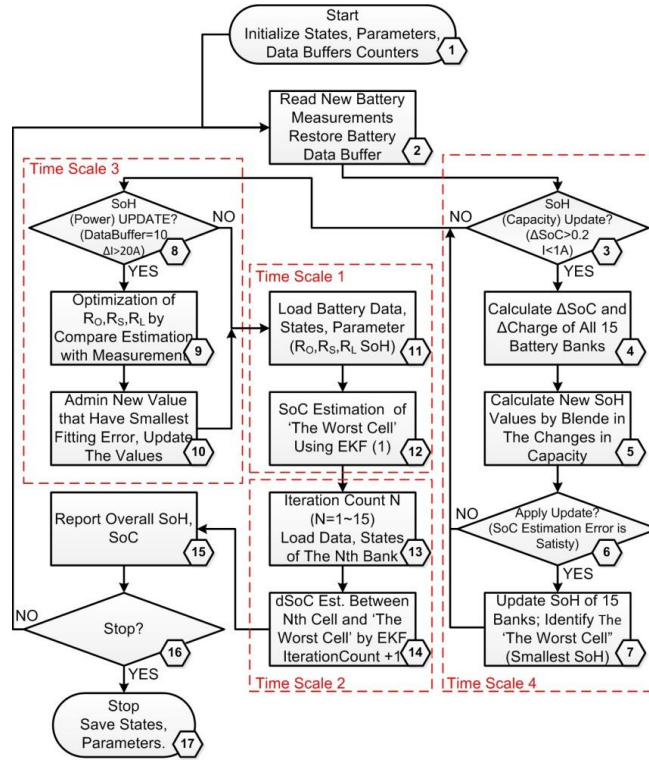 Start
Initialize States, Parameters,
Data Buffers Counters
1
Read New Battery
Measurements
Restore Battery
Data Buffer
2
Time Scale 3
SoH
(Power) UPDATE?
(DataBuffer=10
ΔI>20A)
8
NO
YES
Optimization of
RO,RS,RL by
Compare Estimation
with Measurement
9
Admin New Value
that Have Smallest
Fitting Error, Update
The Values
10
Time Scale 1
Load Battery Data,
States, Parameter
(RO,RS,RL SoH)
11
SoC Estimation of
'The Worst Cell'
Using EKF (1)
12
Iteration Count N
(N=1~15)
Load Data, States
of The Nth Bank
13
dSoC Est. Between
Nth Cell and 'The
Worst Cell' by EKF
IterationCount +1
14
Time Scale 2
NO
SoH
(Capacity) Update?
(ΔSoC>0.2
I<1A)
3
YES
Calculate ΔSoC and
ΔCharge of All 15
Battery Banks
4
Calculate New SoH
Values by Blende in
The Changes in
Capacity
5
NO
Apply Update?
(SoC Estimation Error is
Satisty)
6
YES
Update SoH of 15
Banks; Identify The
'The Worst Cell"
(Smallest SoH)
7
Time Scale 4
Report Overall SoH,
SoC
15
NO
Stop?
16
YES
Stop
Save States,
Parameters.
17